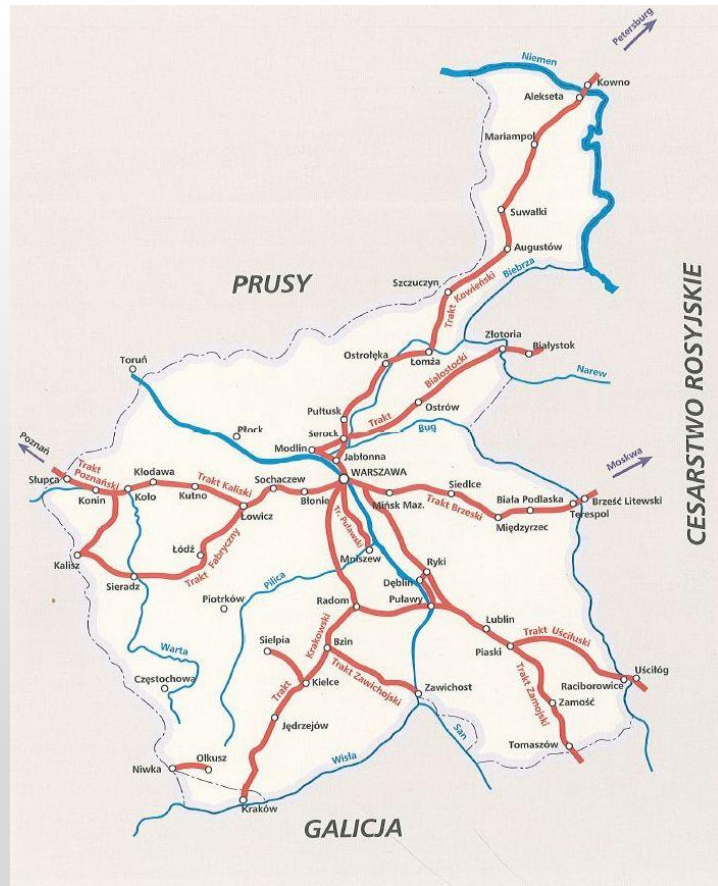 Petersburg
Niemen
Kowno
Alekseta
Mariampol
Suwałki
Augustów
PRUSY
Szczuczyn
Biebrza
Trakt Kowieński
CESARSTWO ROSYJSKIE
Toruń
Złotoria
Białystok
Ostrołęka
Łomża
Narew
Trakt Białostocki
Ostrów
Pułtusk
Płock
Serock
Bug
Modlin
Jabłonna
Poznań
Moskwa
Trakt Poznański
Słupca
Kłodawa
Trakt Kaliski
Sochaczew
WARSZAWA
Siedlce
Konin
Koło
Kutno
Łowicz
Błonie
Mińsk Maz.
Trakt Brzeski
Biała Podlaska
Brześć Litewski
Terespol
Międzyrzec
Tr. Puławski
Łódź
Trakt Fabryczny
Mniszew
Kalisz
Sieradz
Pilica
Ryki
Dęblin
Piotrków
Radom
Puławy
Lublin
Trakt Uściłuski
Piaski
Warta
Sielpia
Bzin
Trakt Krakowski
Trakt Zawichojski
Uściłóg
Raciborowice
Częstochowa
Kielce
Zawichost
Trakt Zamojski
Zamość
Jędrzejów
San
Tomaszów
Niwka
Olkusz
Wisła
Kraków
GALICJA